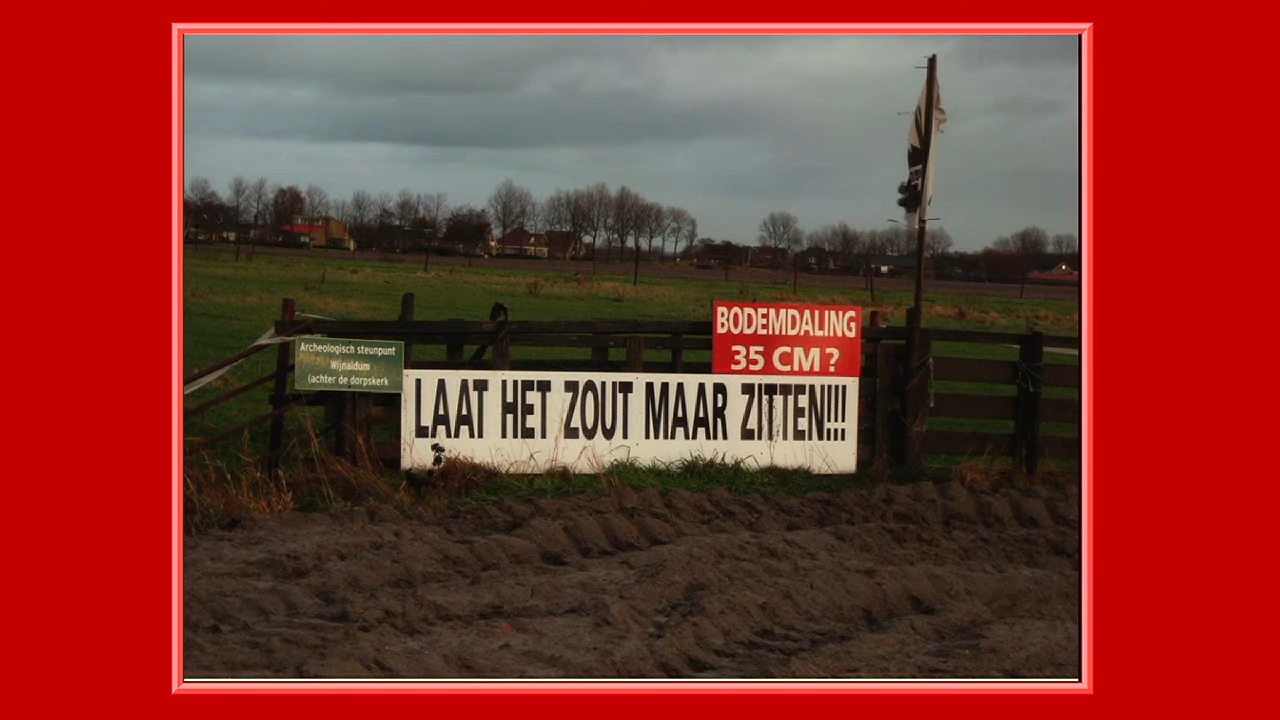 Archeologisch steunpunt
Wijnaldum
(achter de dorpskerk
BODEMDALING
35 CM?
LAAT HET ZOUT MAAR ZITTEN!!!